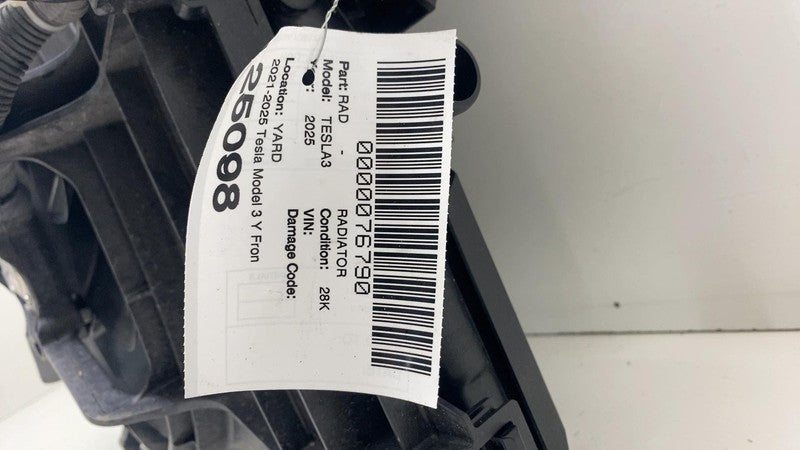 0000076790
Part: RAD - RADIATOR
Model: TESLA3 Condition: 28K
2025 VIN:
Damage Code:
Location: YARD
2021-2025 Tesla Model 3 Y Fron
25098